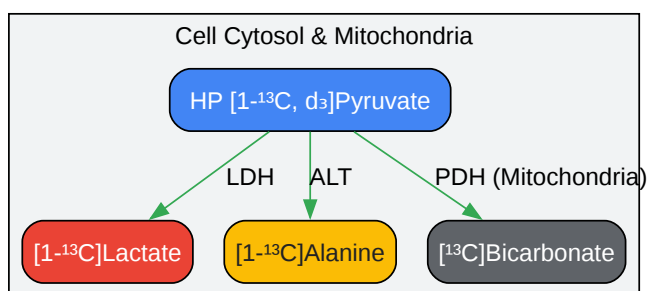 Cell Cytosol & Mitochondria
HP [1-¹³C, d₃]Pyruvate
LDH
ALT
PDH (Mitochondria)
[1-¹³C]Lactate
[1-¹³C]Alanine
[¹³C]Bicarbonate